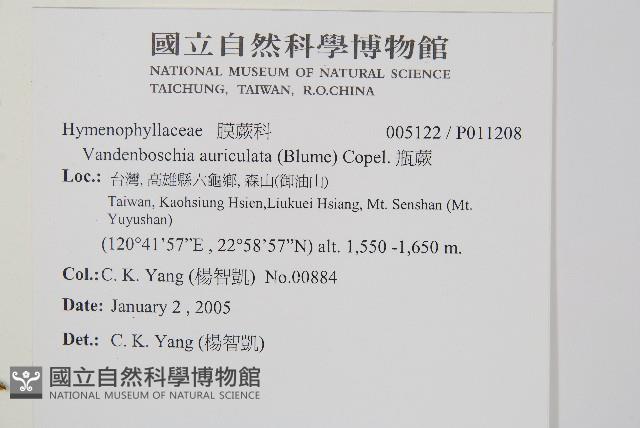 國立自然科學博物館
NATIONAL MUSEUM OF NATURAL SCIENCE
TAICHUNG, TAIWAN, R.O.CHINA
Hymenophyllaceae 膜蕨科 005122 / P011208
Vandenboschia auriculata (Blume) Copel. 瓶蕨
Loc.: 台灣, 高雄縣六龜鄉, 森山(御油山)
Taiwan, Kaohsiung Hsien,Liukuei Hsiang, Mt. Senshan (Mt.
Yuyushan)
(120°41'57”E , 22°58'57”N) alt. 1,550 -1,650 m.
Col.: C. K. Yang (楊智凱) No.00884
Date: January 2 , 2005
Det.: C. K. Yang (楊智凱)
國立自然科學博物館
NATIONAL MUSEUM OF NATURAL SCIENCE